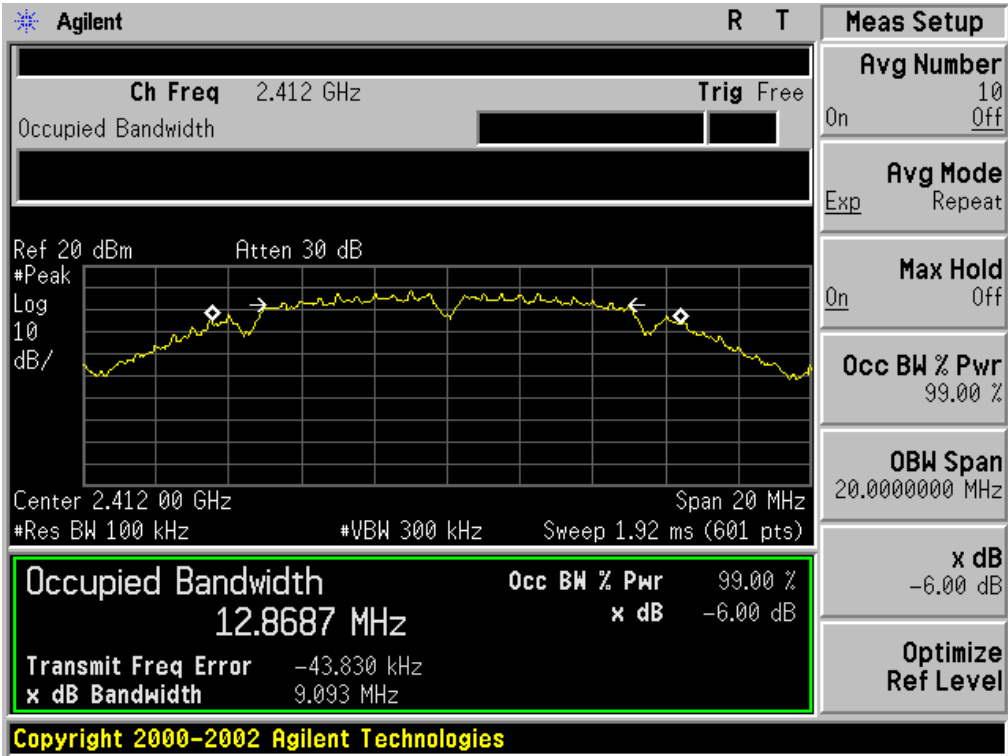 Agilent R T
Ch Freq 2.412 GHz Trig Free
Occupied Bandwidth
Ref 20 dBm Atten 30 dB
#Peak
Log
10
dB/
Center 2.412 00 GHz Span 20 MHz
#Res BW 100 kHz #VBW 300 kHz Sweep 1.92 ms (601 pts)
Occupied Bandwidth
12.8687 MHz
Occ BW % Pwr 99.00 %
x dB -6.00 dB
Transmit Freq Error -43.830 kHz
x dB Bandwidth 9.093 MHz
Copyright 2000-2002 Agilent Technologies
Meas Setup
Avg Number
10
On Off
Avg Mode
Exp Repeat
Max Hold
On Off
Occ BW % Pwr
99.00 %
OBW Span
20.0000000 MHz
x dB
-6.00 dB
Optimize
Ref Level